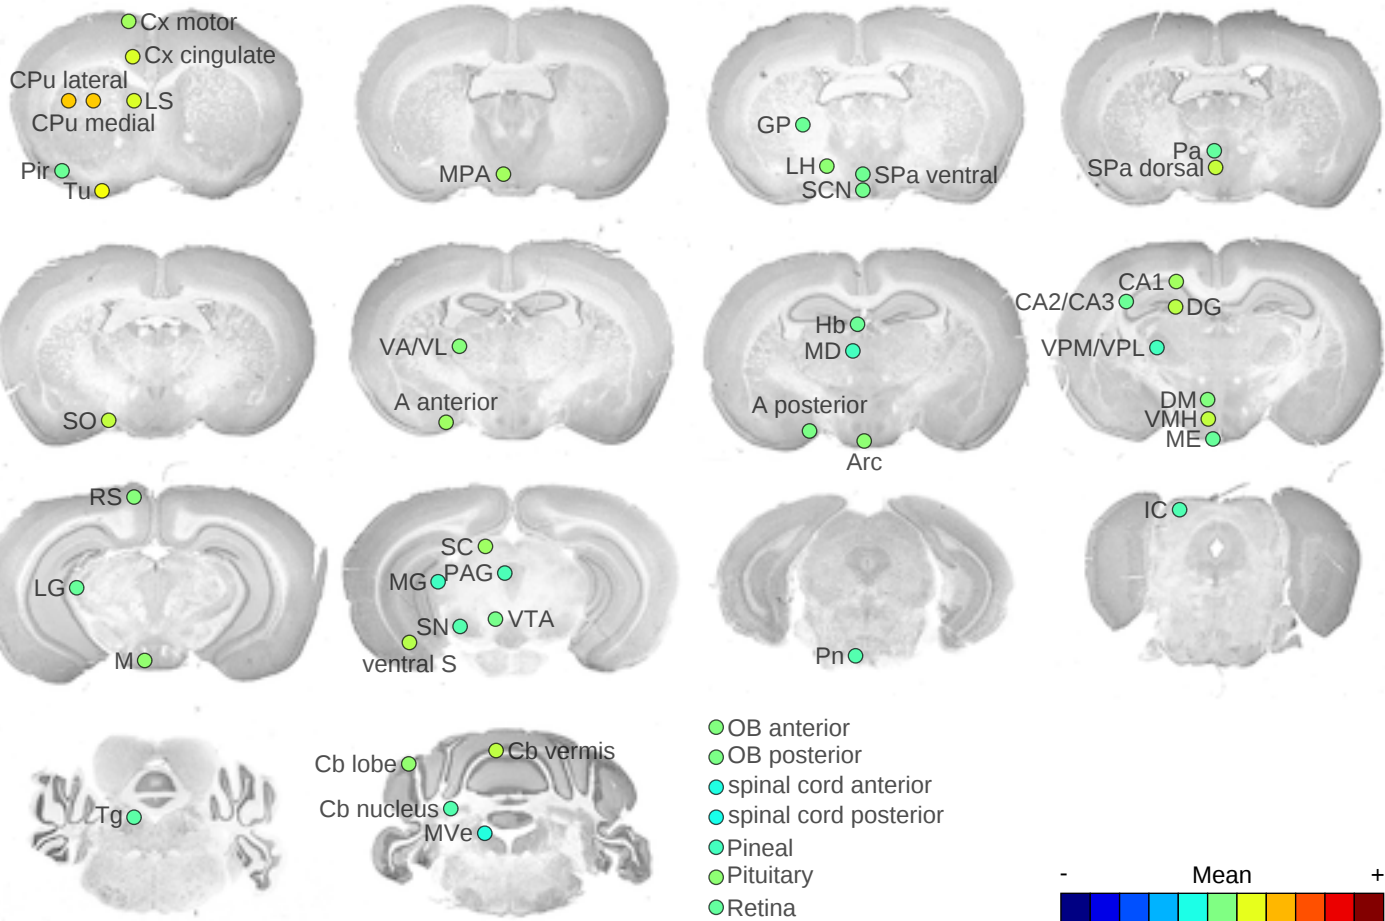 Cx motor
Cx cingulate
CPu lateral
LS
CPu medial
Pir
Tu
MPA
GP
LH
SPa ventral
SCN
Pa
SPa dorsal
SO
VA/VL
A anterior
Hb
MD
A posterior
Arc
CA1
CA2/CA3
DG
VPM/VPL
DM
VMH
ME
RS
LG
M
SC
MG
PAG
SN
VTA
ventral S
Pn
IC
Tg
Cb lobe
Cb vermis
Cb nucleus
MVe
OB anterior
OB posterior
spinal cord anterior
spinal cord posterior
Pineal
Pituitary
Retina
- Mean +